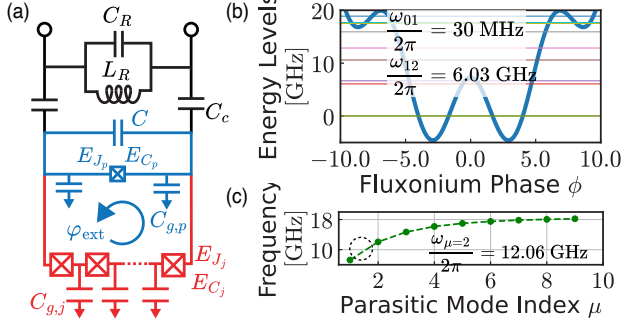 (a)
C_R
L_R
C_c
C
E_{J_p} E_{C_p}
φ_ext
C_{g,p}
E_{J_j}
E_{C_j}
C_{g,j}
(b)
Energy Levels
[GHz]
20
10
0
ω_01/2π = 30 MHz
ω_12/2π = 6.03 GHz
−10.0 −5.0 0.0 5.0 10.0
Fluxonium Phase ϕ
(c)
Frequency
[GHz]
18
10
ω_{μ=2}/2π = 12.06 GHz
2 4 6 8 10
Parasitic Mode Index μ